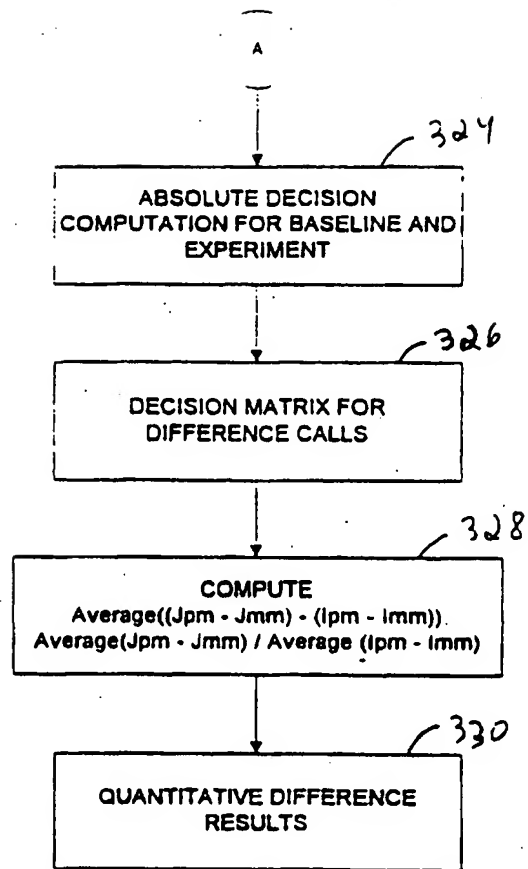 A
324
ABSOLUTE DECISION
COMPUTATION FOR BASELINE AND
EXPERIMENT
326
DECISION MATRIX FOR
DIFFERENCE CALLS
328
COMPUTE
Average((Jpm - Jmm) - (Ipm - Imm))
Average(Jpm - Jmm) / Average (Ipm - Imm)
330
QUANTITATIVE DIFFERENCE
RESULTS